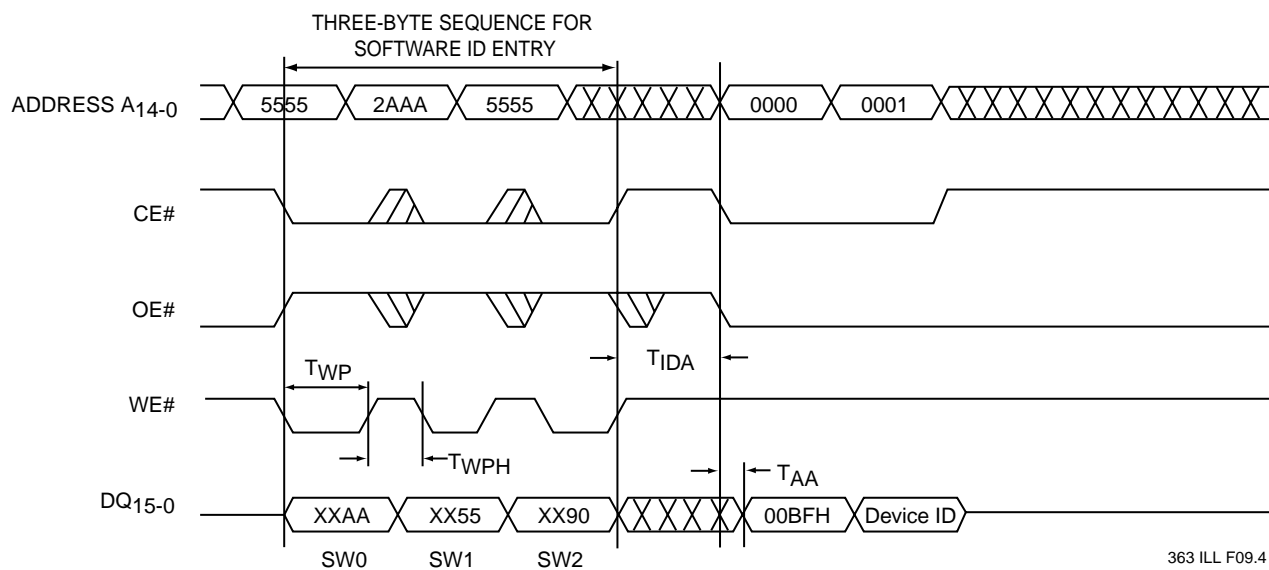 THREE-BYTE SEQUENCE FOR
SOFTWARE ID ENTRY
ADDRESS A14-0
5555 2AAA 5555 0000 0001
CE#
OE#
TIDA
TWP
WE#
TWPH
TAA
DQ15-0
XXAA XX55 XX90 00BFH Device ID
SW0 SW1 SW2
363 ILL F09.4